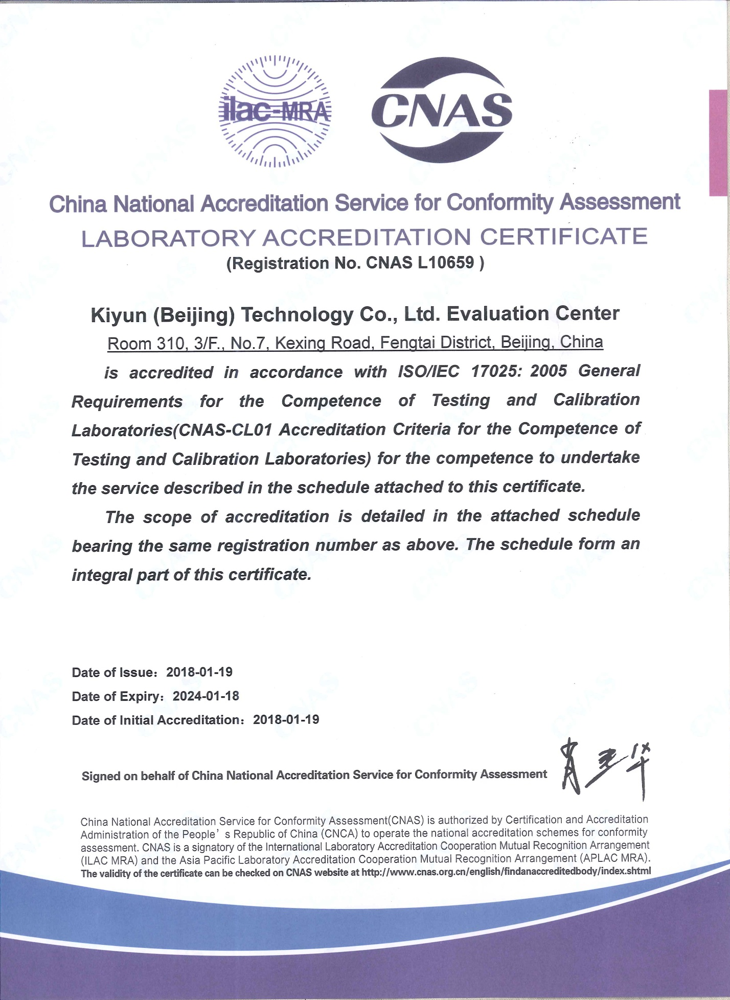 ilac-MRA
CNAS
China National Accreditation Service for Conformity Assessment
LABORATORY ACCREDITATION CERTIFICATE
(Registration No. CNAS L10659 )
Kiyun (Beijing) Technology Co., Ltd. Evaluation Center
Room 310, 3/F., No.7, Kexing Road, Fengtai District, Beijing, China
is accredited in accordance with ISO/IEC 17025: 2005 General
Requirements for the Competence of Testing and Calibration
Laboratories(CNAS-CL01 Accreditation Criteria for the Competence of
Testing and Calibration Laboratories) for the competence to undertake
the service described in the schedule attached to this certificate.
The scope of accreditation is detailed in the attached schedule
bearing the same registration number as above. The schedule form an
integral part of this certificate.
Date of Issue：2018-01-19
Date of Expiry：2024-01-18
Date of Initial Accreditation：2018-01-19
Signed on behalf of China National Accreditation Service for Conformity Assessment
China National Accreditation Service for Conformity Assessment(CNAS) is authorized by Certification and Accreditation
Administration of the People’s Republic of China (CNCA) to operate the national accreditation schemes for conformity
assessment. CNAS is a signatory of the International Laboratory Accreditation Cooperation Mutual Recognition Arrangement
(ILAC MRA) and the Asia Pacific Laboratory Accreditation Cooperation Mutual Recognition Arrangement (APLAC MRA).
The validity of the certificate can be checked on CNAS website at http://www.cnas.org.cn/english/findanaccreditedbody/index.shtml